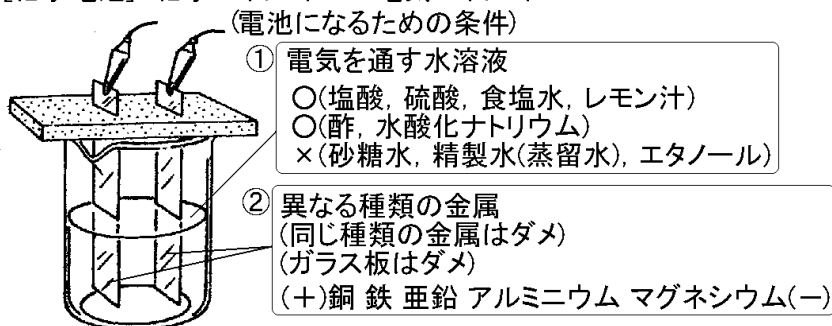 (電池になるための条件)
① 電気を通す水溶液
○(塩酸, 硫酸, 食塩水, レモン汁)
○(酢, 水酸化ナトリウム)
×(砂糖水, 精製水(蒸留水), エタノール)
② 異なる種類の金属
(同じ種類の金属はダメ)
(ガラス板はダメ)
(+)銅 鉄 亜鉛 アルミニウム マグネシウム(-)